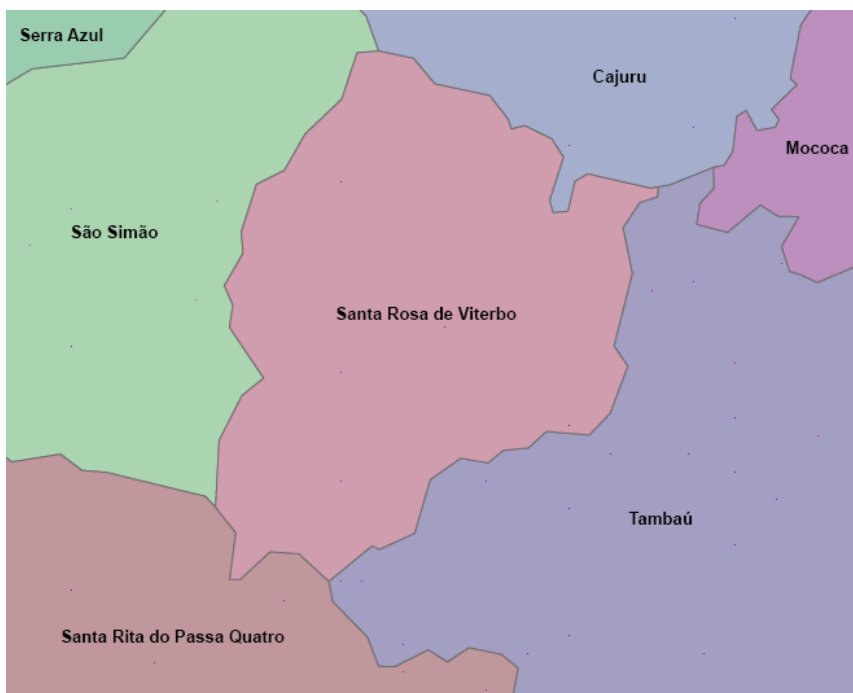 Serra Azul
Cajuru
Mococa
São Simão
Santa Rosa de Viterbo
Tambaú
Santa Rita do Passa Quatro